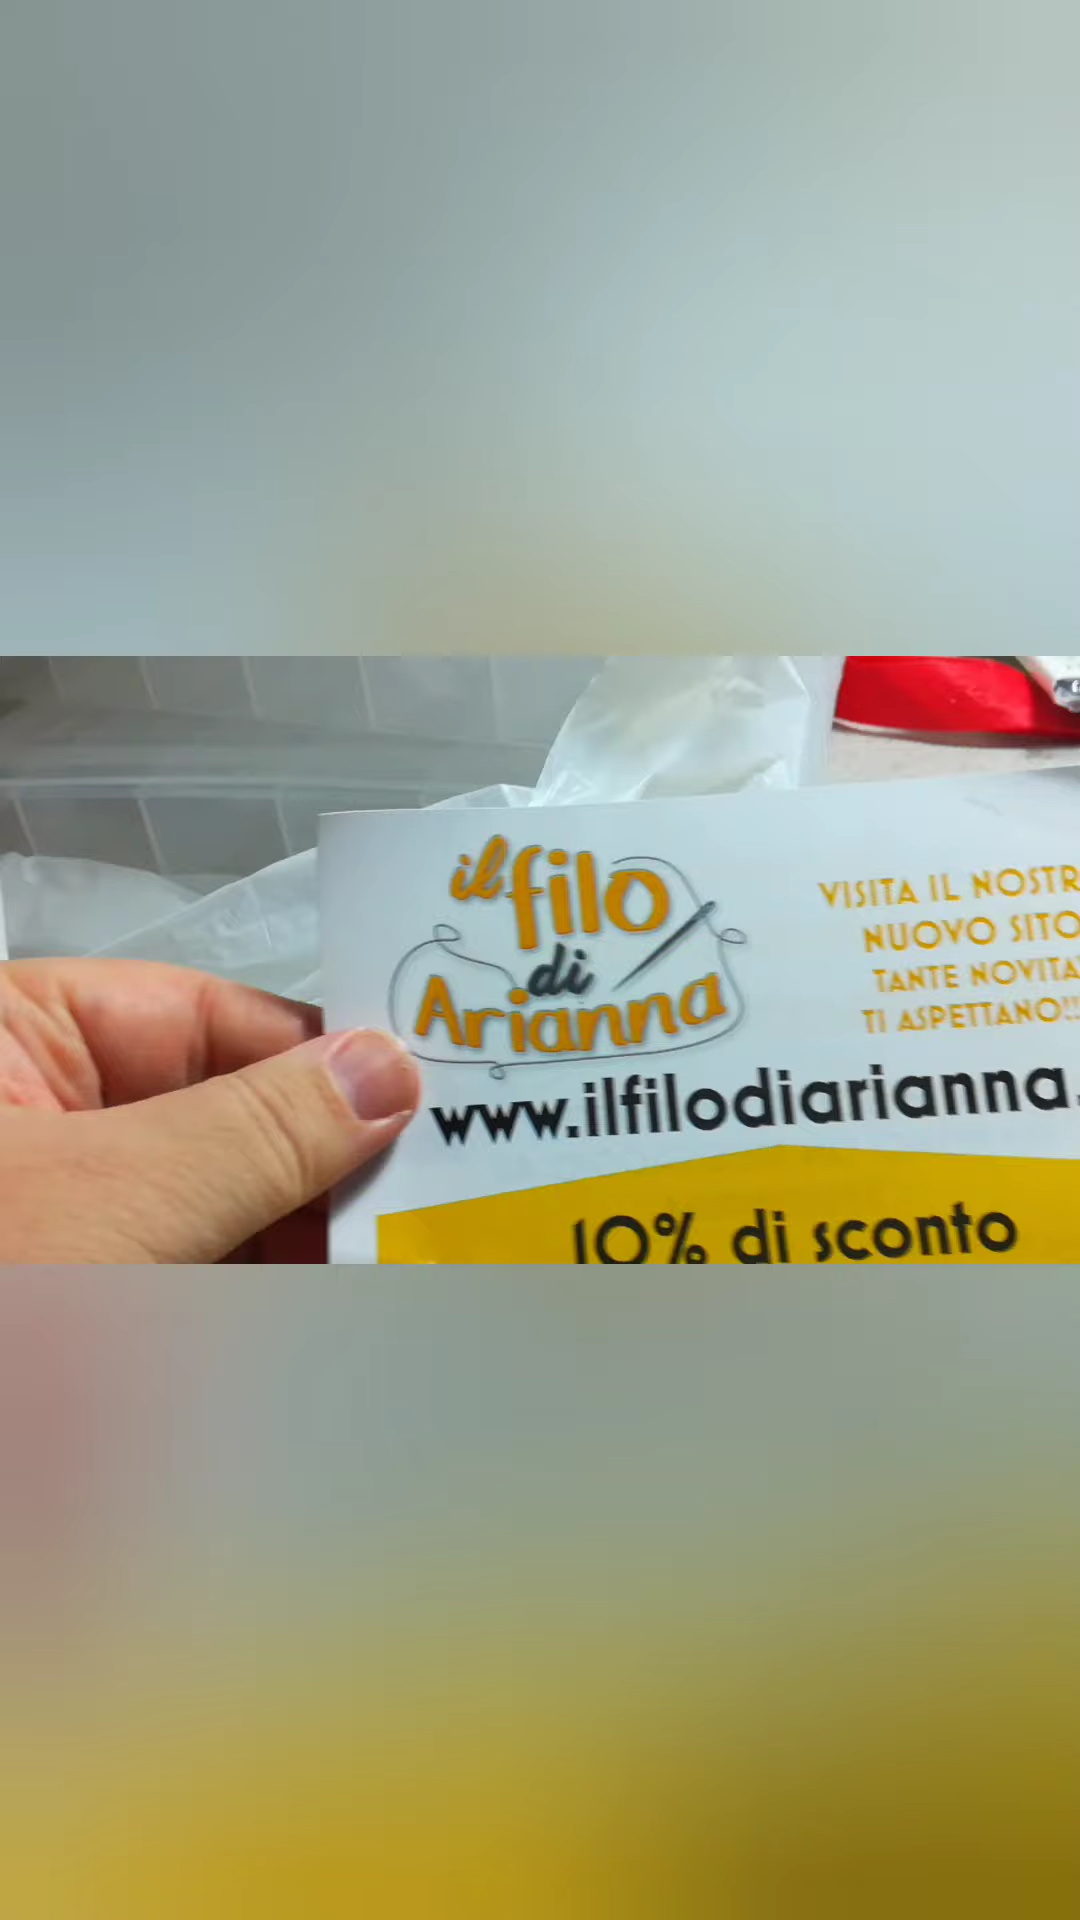 il filo
di
Arianna
VISITA IL NOSTR
NUOVO SITO
TANTE NOVITA'
TI ASPETTANO!!
www.ilfilodiarianna.
10% di sconto